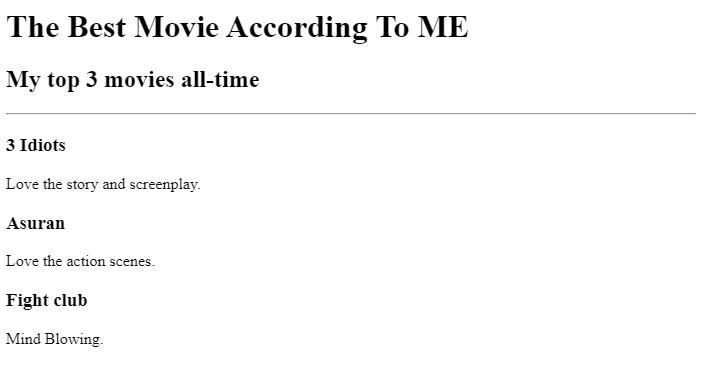 The Best Movie According To ME
My top 3 movies all-time
3 Idiots
Love the story and screenplay.
Asuran
Love the action scenes.
Fight club
Mind Blowing.